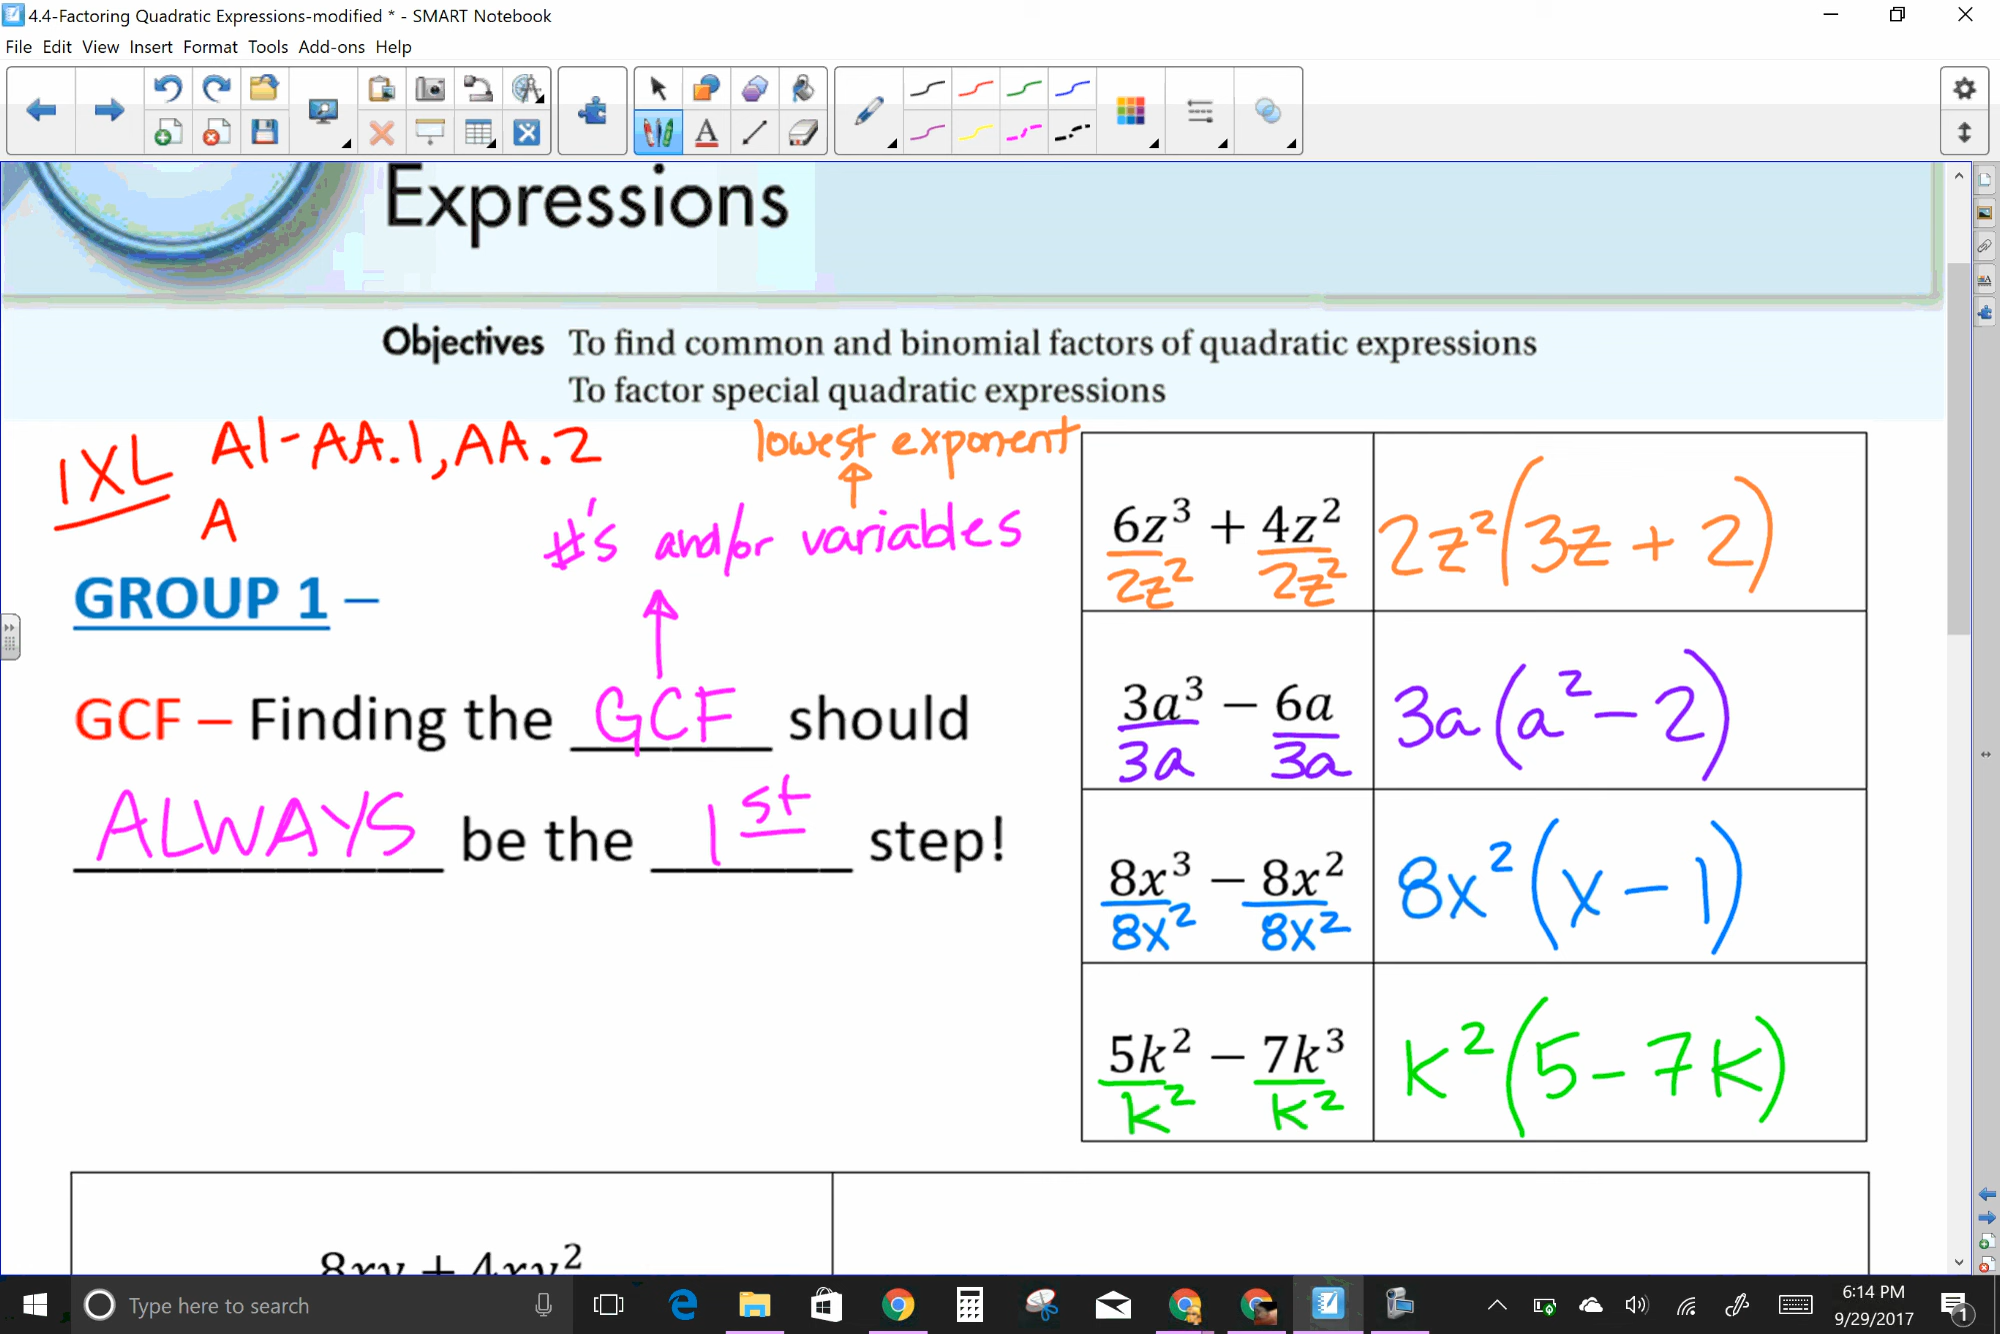 4.4-Factoring Quadratic Expressions-modified * - SMART Notebook
File Edit View Insert Format Tools Add-ons Help
Expressions
Objectives To find common and binomial factors of quadratic expressions
To factor special quadratic expressions
IXL A1-AA.1, AA.2
A
lowest exponent
#'s and/or variables
GROUP 1 –
GCF – Finding the GCF should
ALWAYS be the 1st step!
6z³ + 4z² 2z²(3z + 2)
2z² 2z²
3a³ − 6a 3a(a² − 2)
3a 3a
8x³ − 8x² 8x²(x − 1)
8x² 8x²
5k² − 7k³ k²(5 − 7k)
k² k²
8xy + 4xy²
Type here to search
6:14 PM
9/29/2017
1